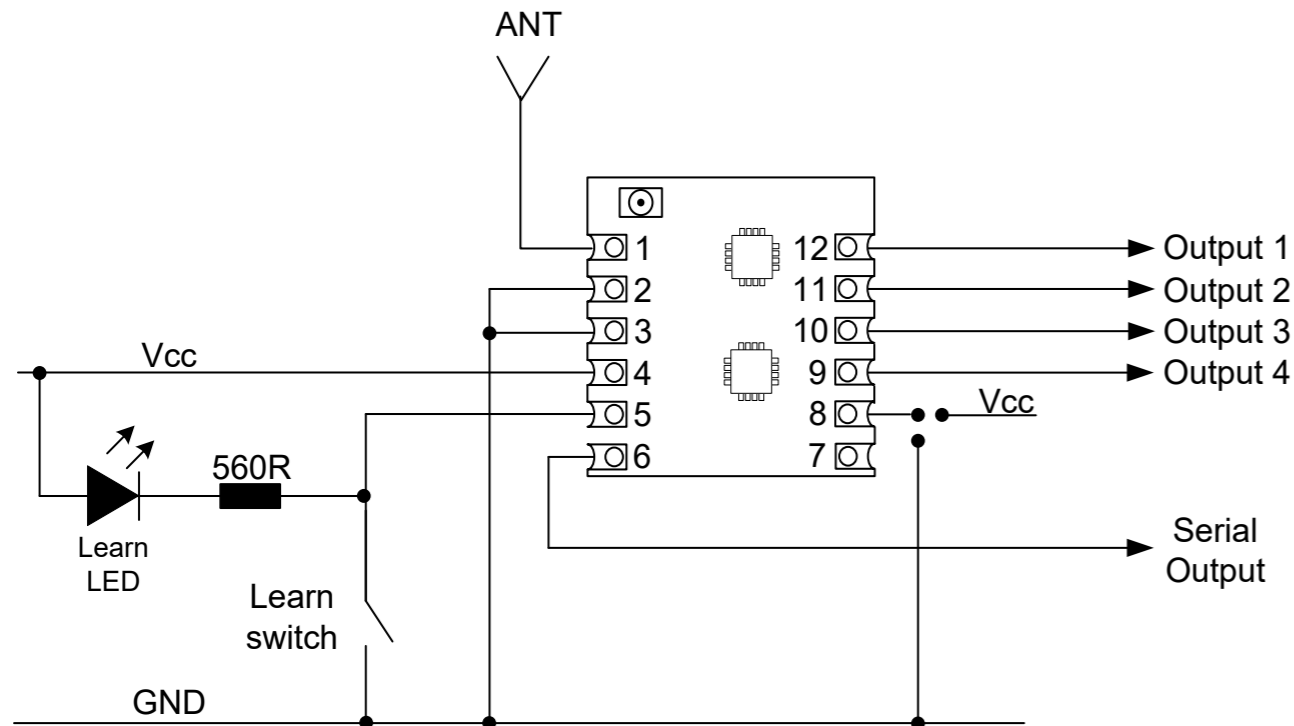 ANT
1
2
3
4
5
6
12
11
10
9
8
7
Output 1
Output 2
Output 3
Output 4
Vcc
Vcc
560R
Learn
LED
Learn
switch
Serial
Output
GND